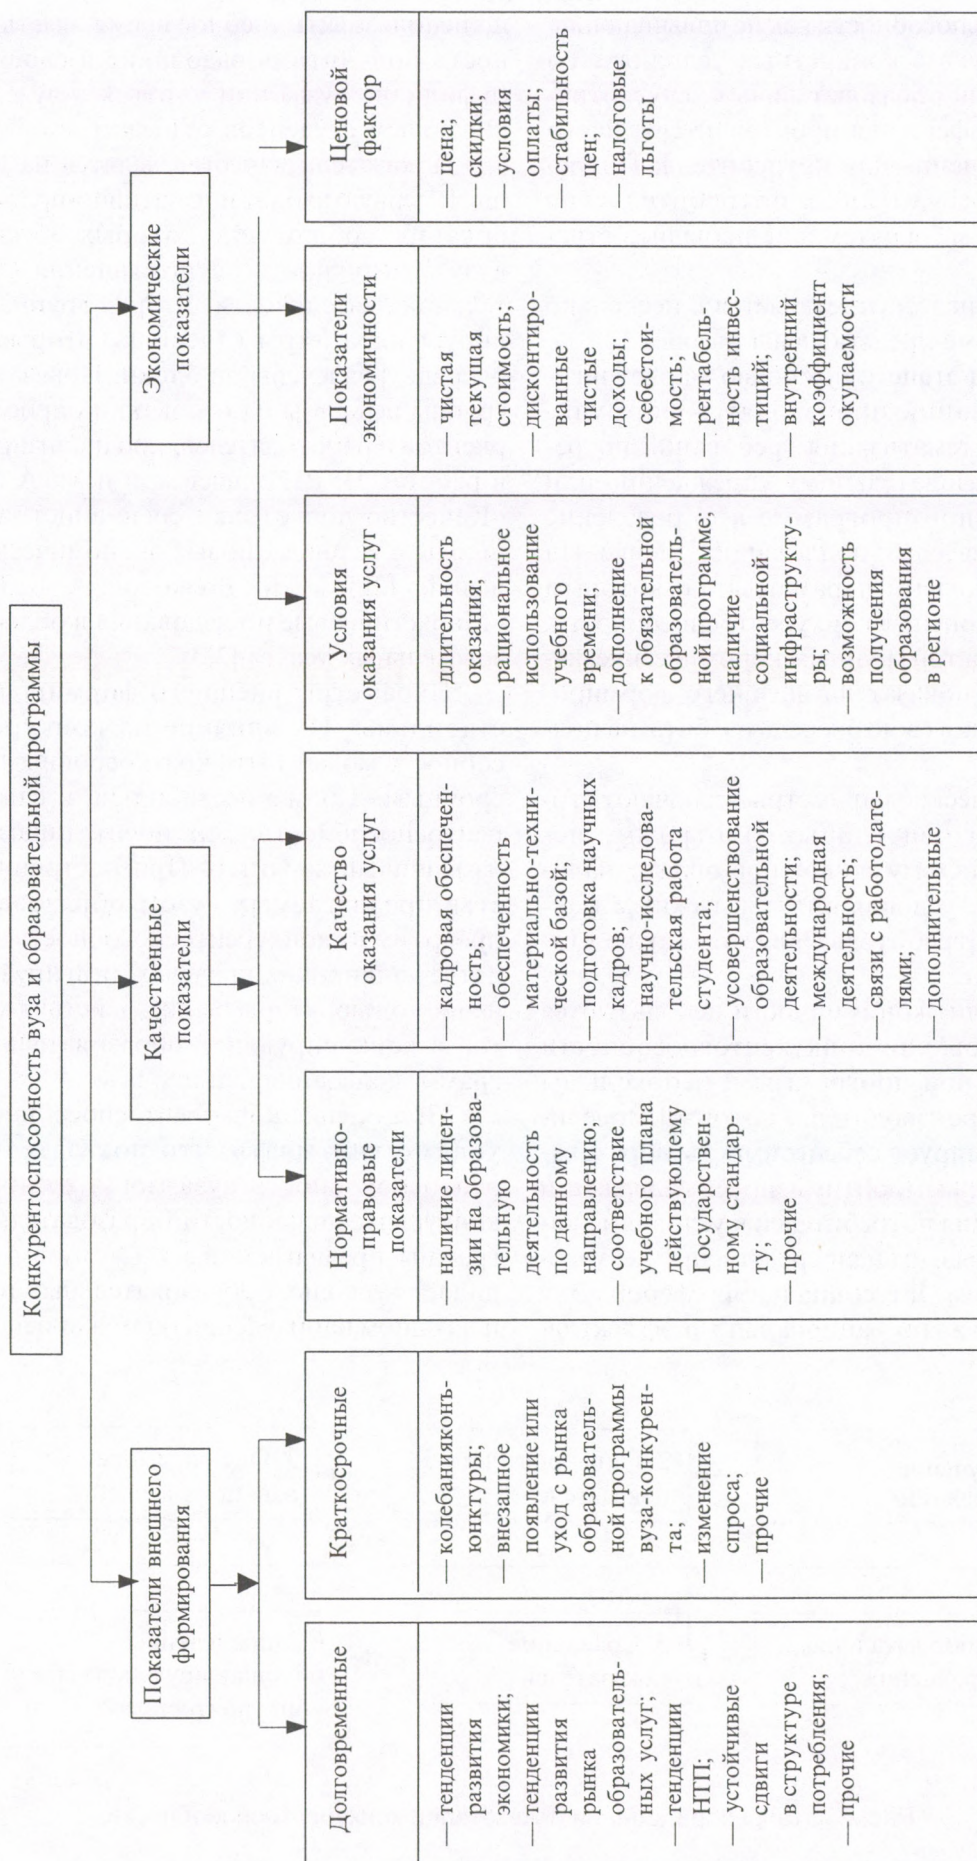 Конкурентоспособность вуза и образовательной программы
Показатели внешнего
формирования
Качественные
показатели
Экономические
показатели
Долговременные
— тенденции
развития
экономики;
— тенденции
развития
рынка
образователь-
ных услуг;
— тенденции
НТП;
— устойчивые
сдвиги
в структуре
потребления;
— прочие
Краткосрочные
— колебанияконъ-
юнктуры;
— внезапное
появление или
уход с рынка
образователь-
ной программы
вуза-конкурен-
та;
— изменение
спроса;
— прочие
Нормативно-
правовые
показатели
— наличие лицен-
зии на образова-
тельную
деятельность
по данному
направлению;
— соответствие
учебного плана
действующему
Государствен-
ному стандар-
ту;
— прочие
Качество
оказания услуг
— кадровая обеспечен-
ность;
— обеспеченность
материально-техни-
ческой базой;
— подготовка научных
кадров;
— научно-исследова-
тельская работа
студента;
— усовершенствование
образовательной
деятельности;
— международная
деятельность;
— связи с работодате-
лями;
— дополнительные
Условия
оказания услуг
— длительность
оказания;
— рациональное
использование
учебного
времени;
— дополнение
к обязательной
образователь-
ной программе;
— наличие
социальной
инфраструкту-
ры;
— возможность
получения
образования
в регионе
Показатели
экономичности
— чистая
текущая
стоимость;
— дисконтиро-
ванные
чистые
доходы;
— себестои-
мость;
— рентабель-
ность инвес-
тиций;
— внутренний
коэффициент
окупаемости
Ценовой
фактор
— цена;
— скидки;
— условия
оплаты;
— стабильность
цен;
— налоговые
льготы